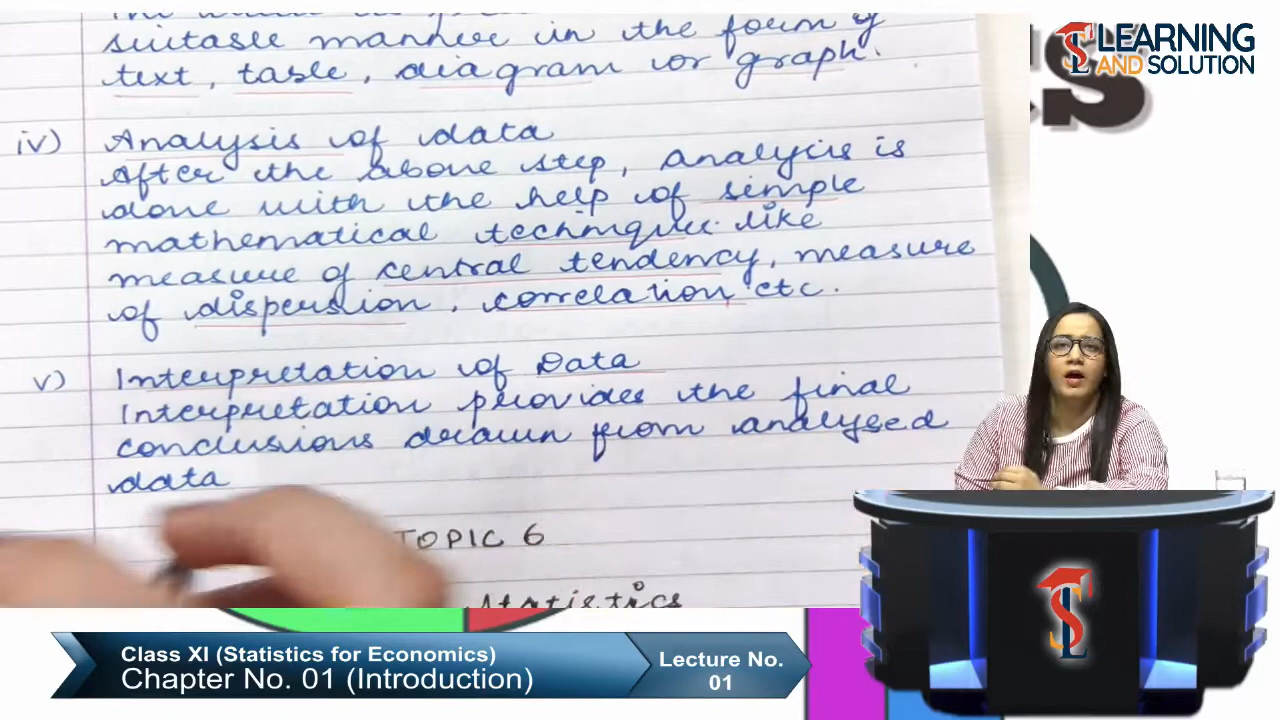 suitable manner in the form of
text, table, diagram or graph.
iv) Analysis of data
After the above step, analysis is
done with the help of simple
mathematical techniques like
measure of central tendency, measure
of dispersion, correlation etc.
v) Interpretation of Data
Interpretation provides the final
conclusions drawn from analysed
data
TOPIC 6
statistics
LEARNING
AND SOLUTION
Class XI (Statistics for Economics)
Chapter No. 01 (Introduction)
Lecture No.
01